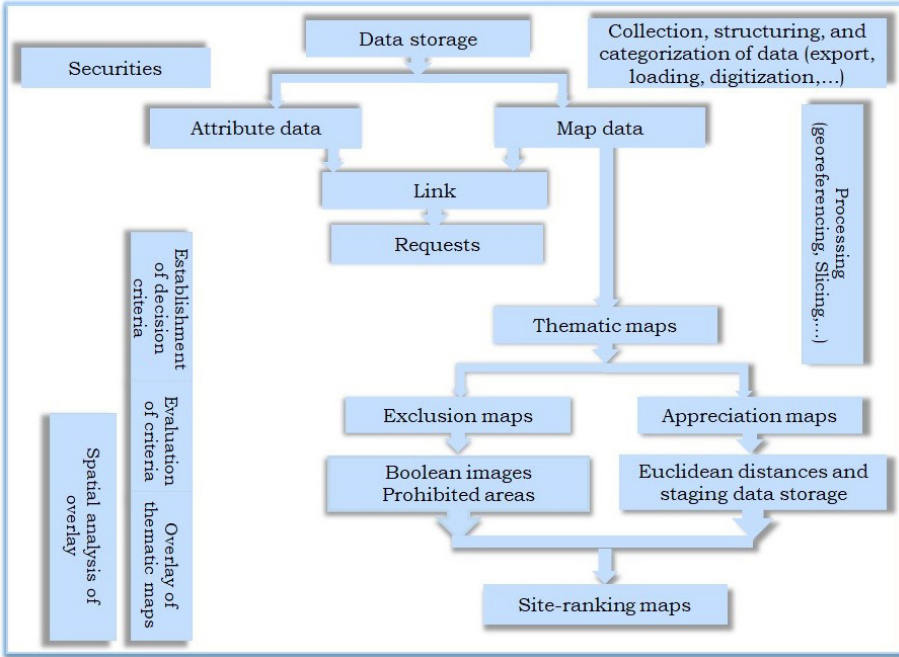 Data storage
Collection, structuring, and
categorization of data (export,
loading, digitization,...)
Securities
Attribute data
Map data
Link
Requests
Processing
(georeferencing, Slicing,...)
Establishment
of decision
criteria
Thematic maps
Exclusion maps
Appreciation maps
Evaluation
of criteria
Boolean images
Prohibited areas
Euclidean distances and
staging data storage
Spatial analysis of
overlay
Overlay of
thematic maps
Site-ranking maps